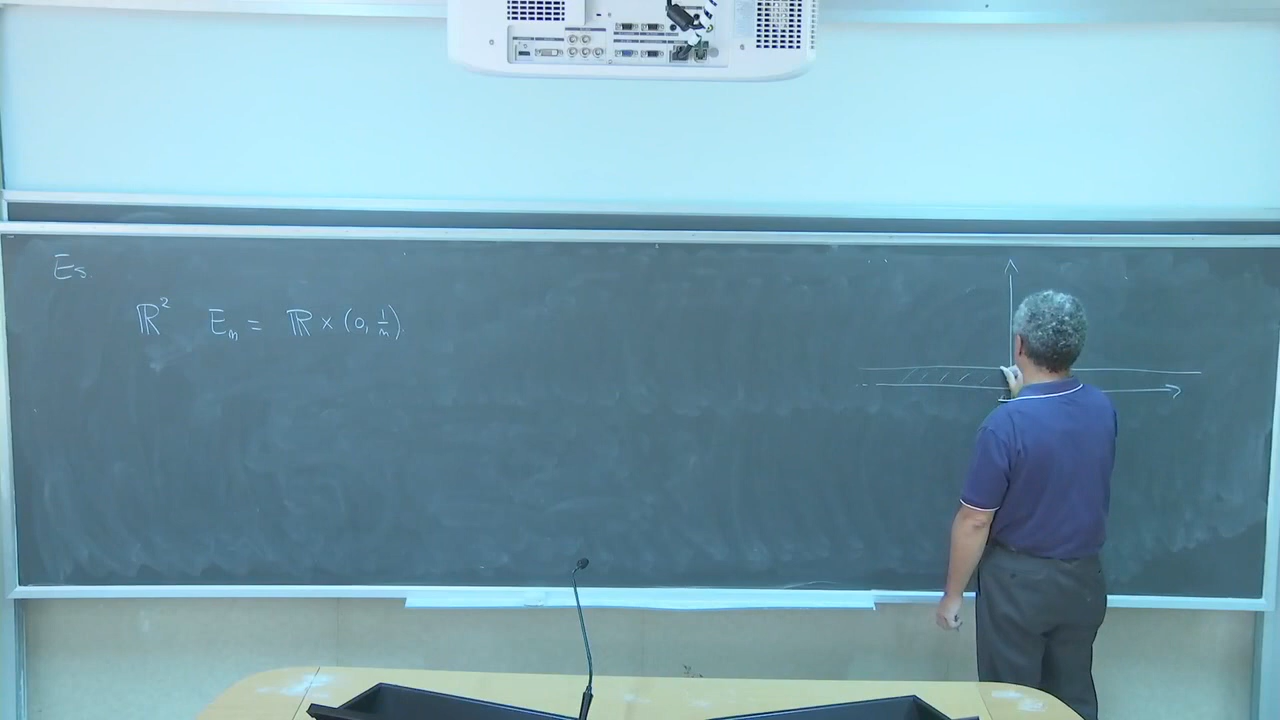 Es.
ℝ² Eₙ = ℝ × (0, 1/n)